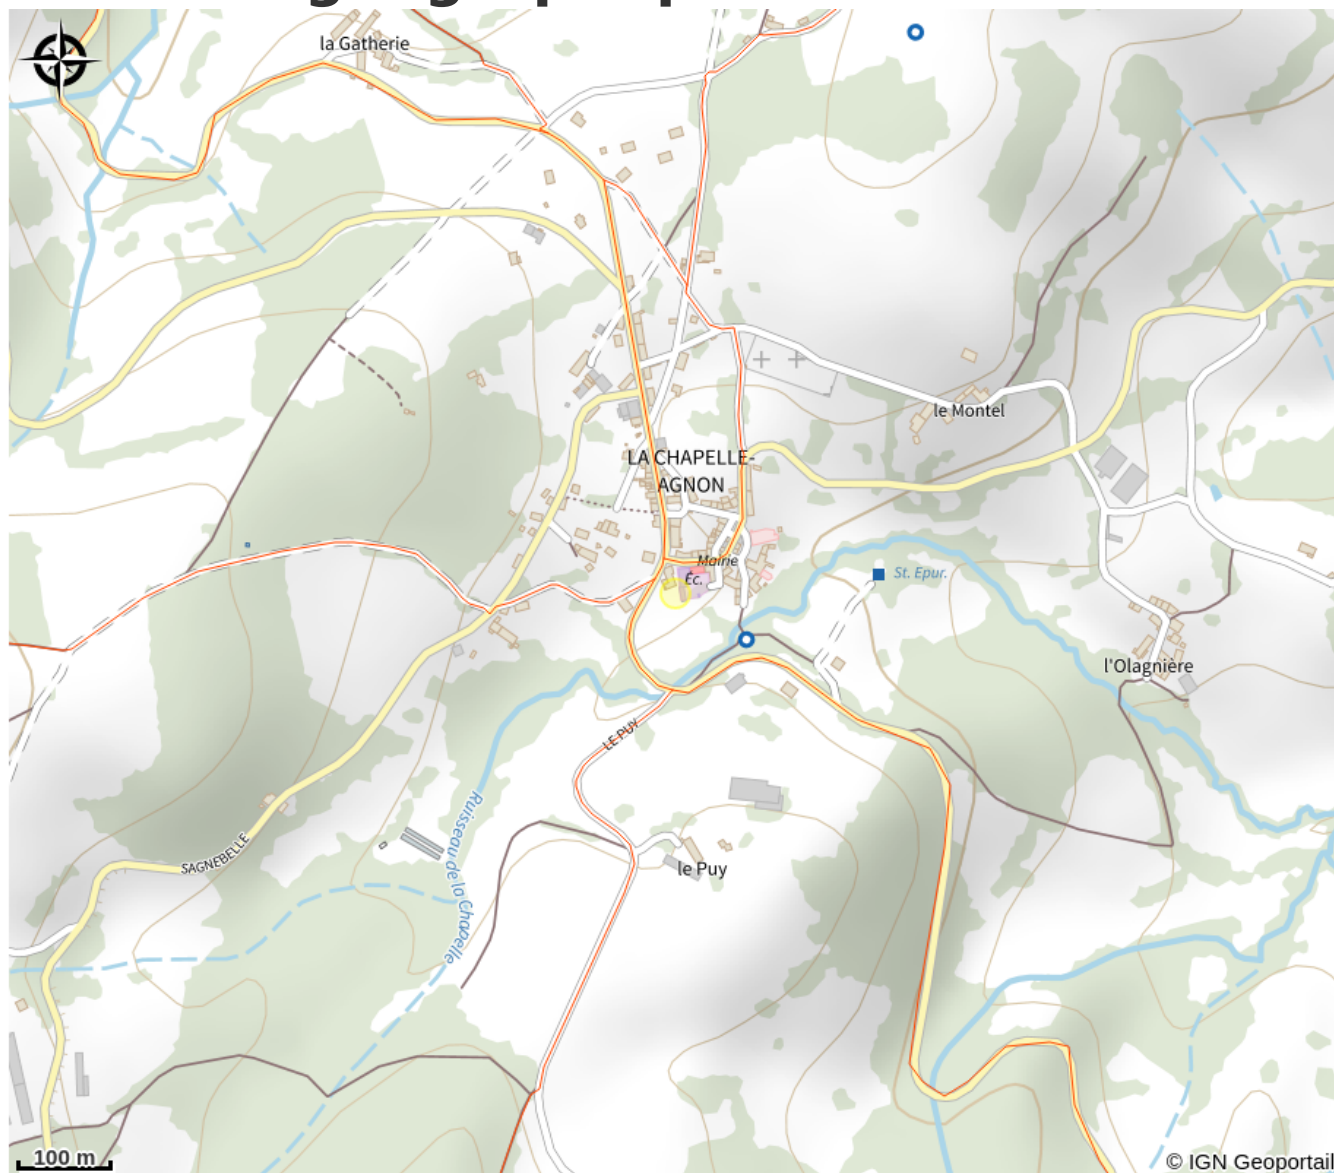 la Gatherie
le Montel
LA CHAPELLE-
AGNON
Mairie
Éc.
St. Epur.
l'Olagnière
LE PUY
Ruisseau de la Chapelle
SAGNEBELLE
le Puy
100 m
© IGN Geoportail